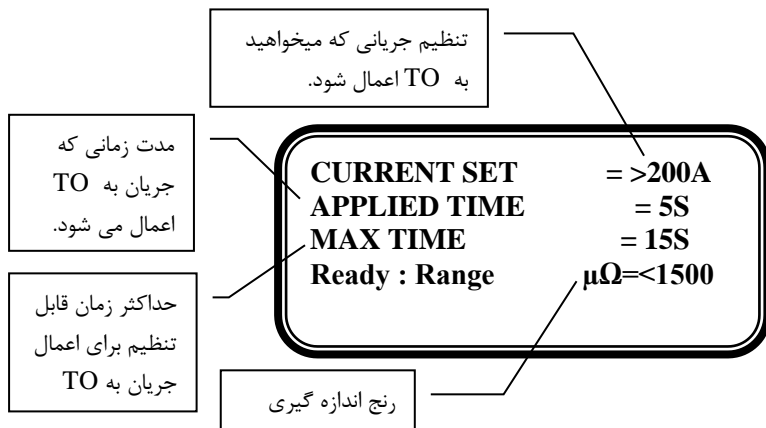 تنظیم جریانی که میخواهید
به TO اعمال شود.
مدت زمانی که
جریان به TO
اعمال می شود.
CURRENT SET = >200A
APPLIED TIME = 5S
MAX TIME = 15S
Ready : Range µΩ=<1500
حداکثر زمان قابل
تنظیم برای اعمال
جریان به TO
رنج اندازه گیری